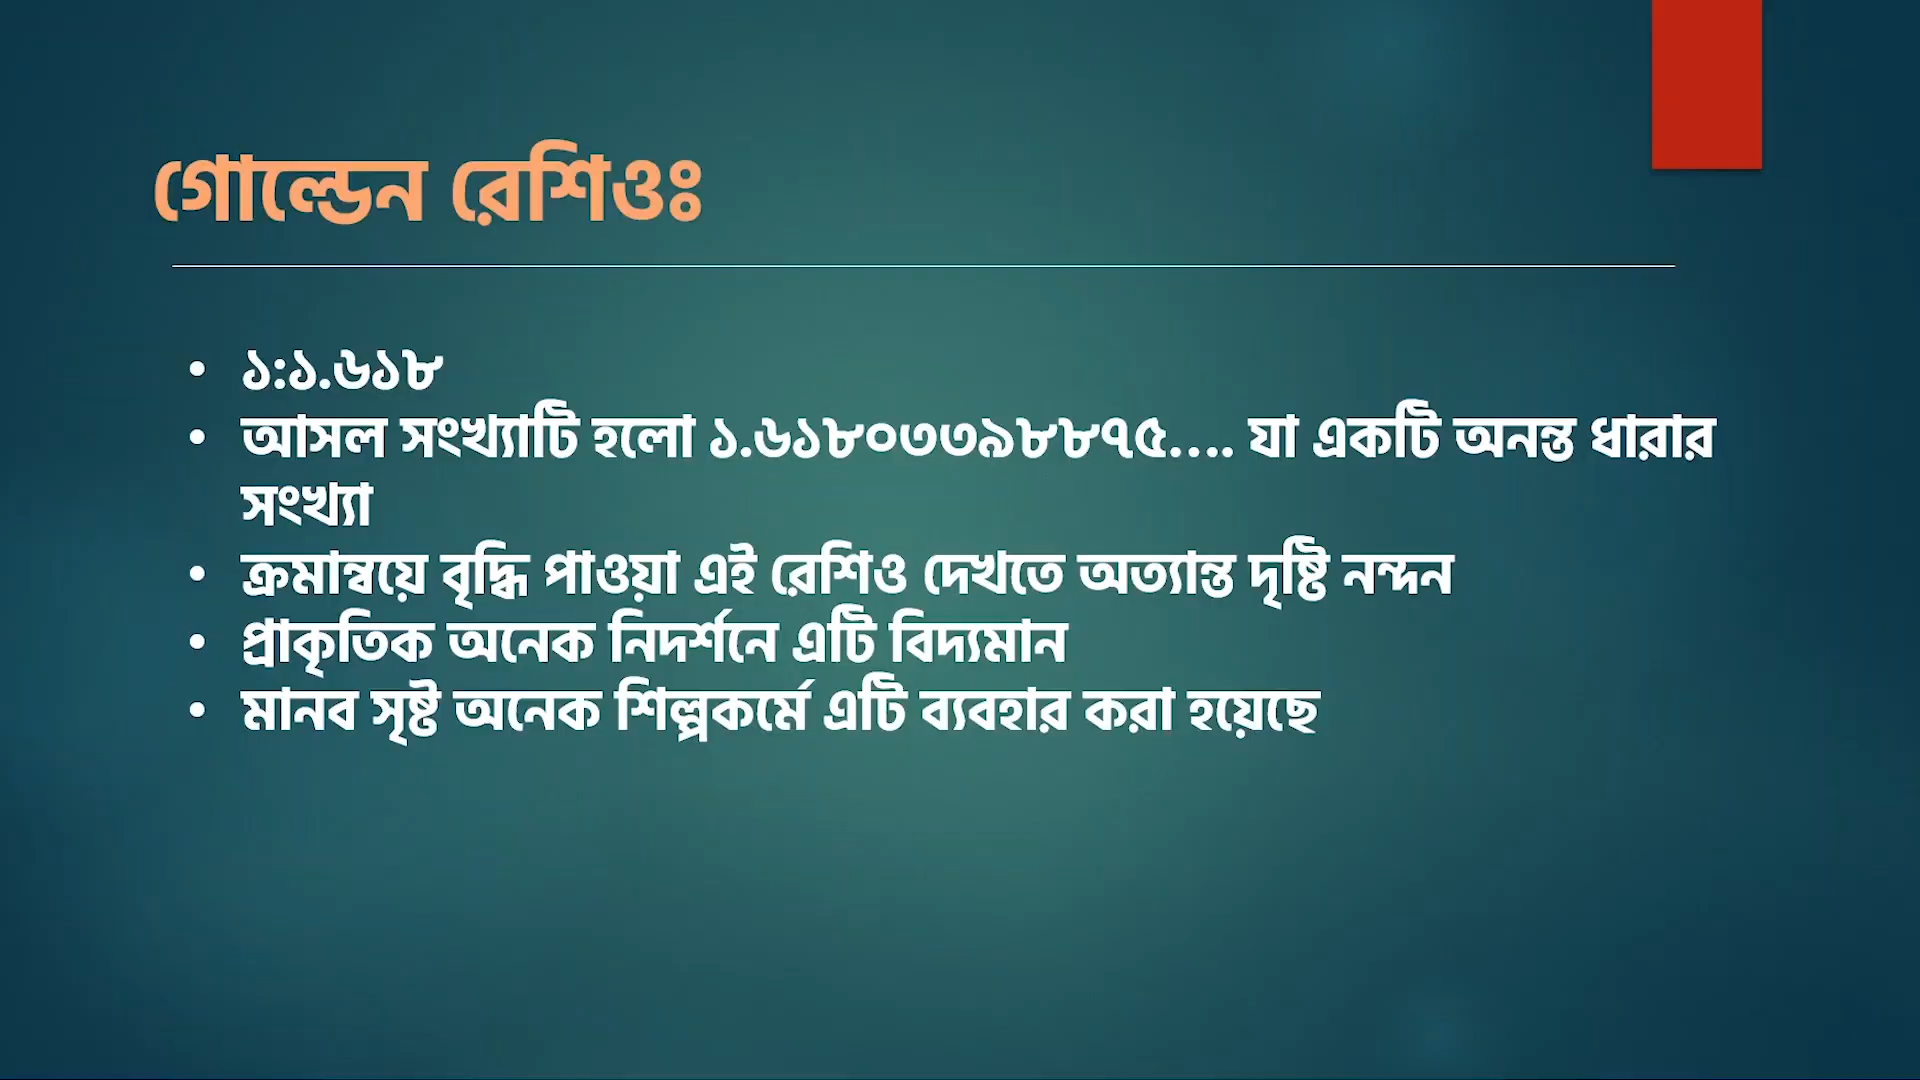 গোল্ডেন রেশিওঃ
• ১:১.৬১৮
• আসল সংখ্যাটি হলো ১.৬১৮০৩৩৯৮৮৭৫.... যা একটি অনন্ত ধারার
সংখ্যা
• ক্রমান্বয়ে বৃদ্ধি পাওয়া এই রেশিও দেখতে অত্যান্ত দৃষ্টি নন্দন
• প্রাকৃতিক অনেক নিদর্শনে এটি বিদ্যমান
• মানব সৃষ্ট অনেক শিল্পকর্মে এটি ব্যবহার করা হয়েছে